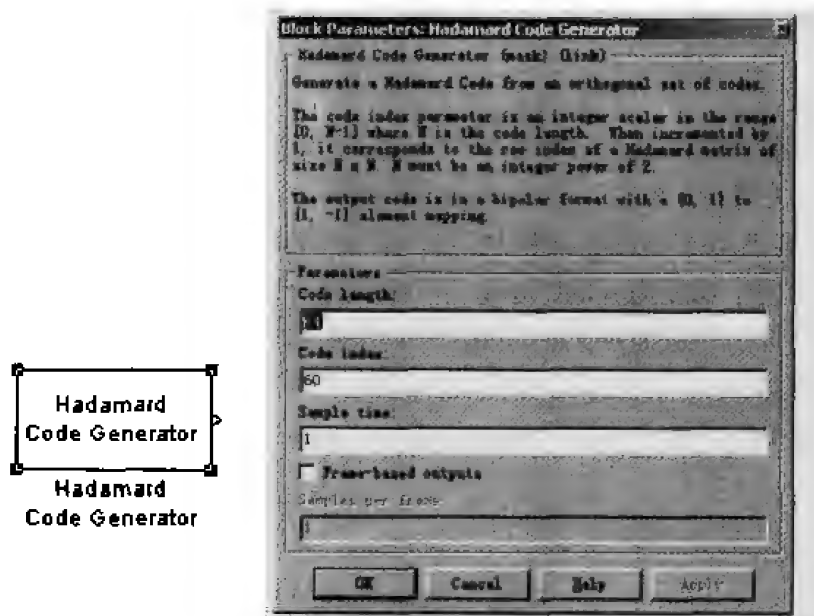 Block Parameters: Hadamard Code Generator
Hadamard Code Generator (mask) (link)
Generate a Hadamard Code from an orthogonal set of codes.
The code index parameter is an integer scalar in the range
[0, N-1] where N is the code length. When incremented by
1, it corresponds to the row index of a Hadamard matrix of
size N x N. N must be an integer power of 2.
The output code is in a bipolar format with a {0, 1} to
{1, -1} element mapping.
Parameters
Code length:
Code index:
60
Sample time:
1
Frame-based outputs
Samples per frame:
1
OK
Cancel
Help
Apply
Hadamard
Code Generator
Hadamard
Code Generator